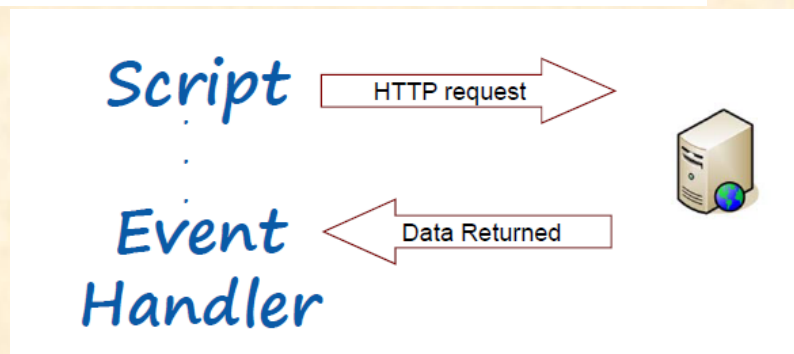 Script
HTTP request
Event
Handler
Data Returned